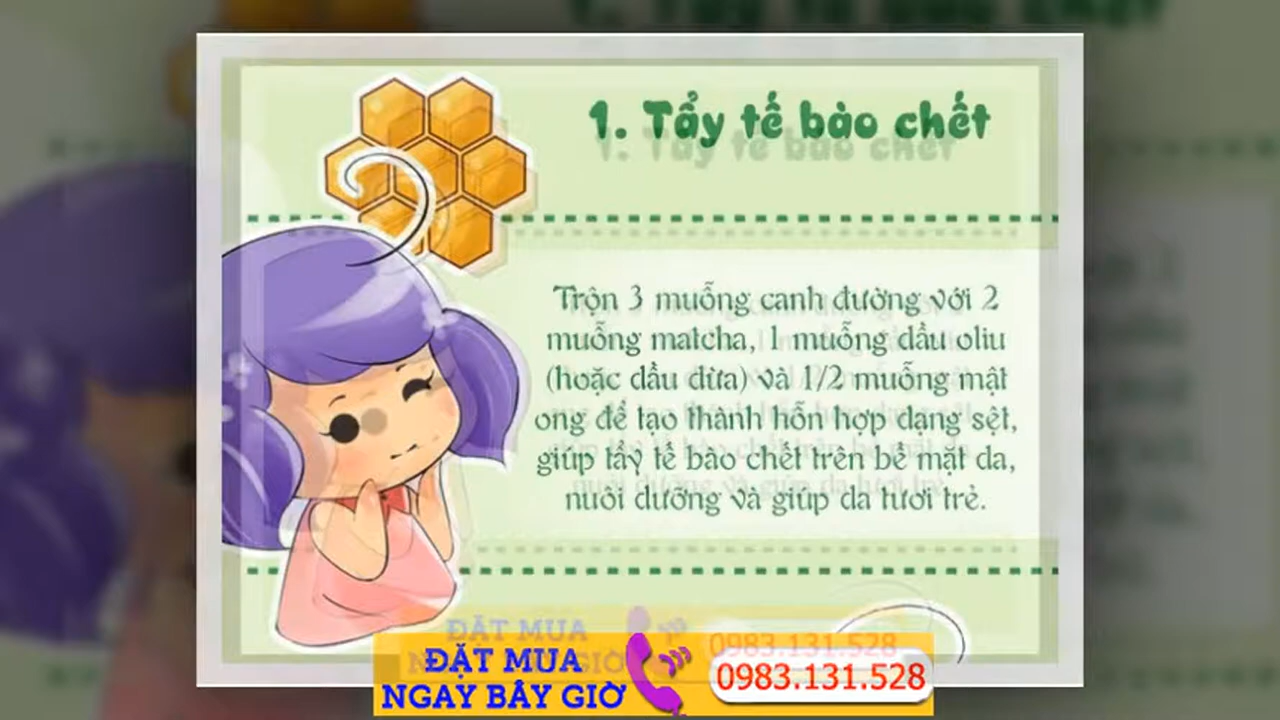 1. Tẩy tế bào chết
Trộn 3 muỗng canh đường với 2
muỗng matcha, 1 muỗng dầu oliu
(hoặc dầu dừa) và 1/2 muỗng mật
ong để tạo thành hỗn hợp dạng sệt,
giúp tẩy tế bào chết trên bề mặt da,
nuôi dưỡng và giúp da tươi trẻ.
ĐẶT MUA
NGAY BÂY GIỜ
0983.131.528